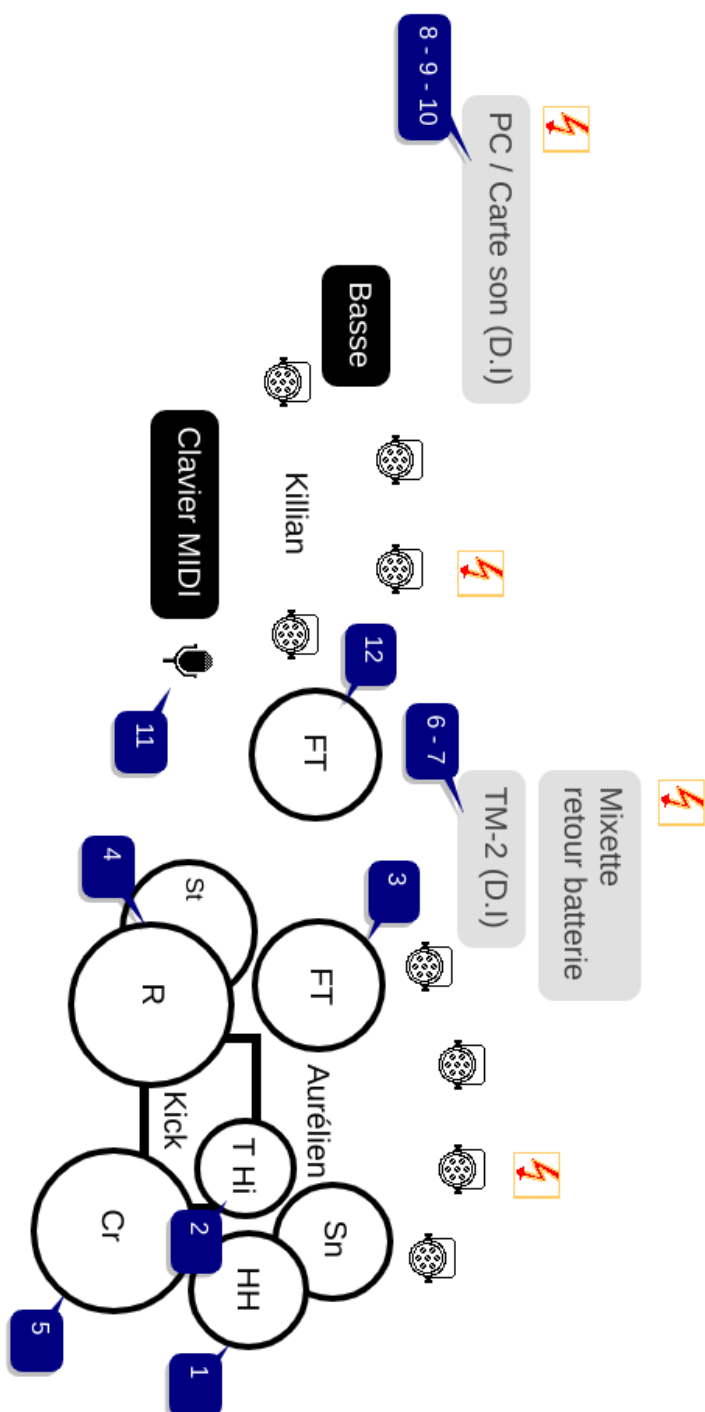 8 - 9 - 10
PC / Carte son (D.I)
Basse
Clavier MIDI
Killian
12
11
FT
6 - 7
TM-2 (D.I)
Mixette
retour batterie
4
St
R
3
FT
Aurélien
Kick
T Hi
Cr
2
Sn
HH
5
1